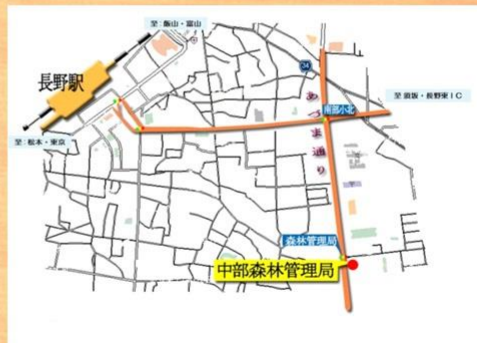 至:飯山・富山
長野駅
34
至:須坂・長野東IC
南部小北
至:松本・東京
あづま通り
森林管理局
中部森林管理局